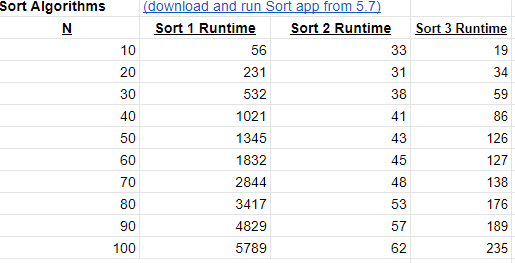 Sort Algorithms (download and run Sort app from 5.7)
N Sort 1 Runtime Sort 2 Runtime Sort 3 Runtime
10 56 33 19
20 231 31 34
30 532 38 59
40 1021 41 86
50 1345 43 126
60 1832 45 127
70 2844 48 138
80 3417 53 176
90 4829 57 189
100 5789 62 235